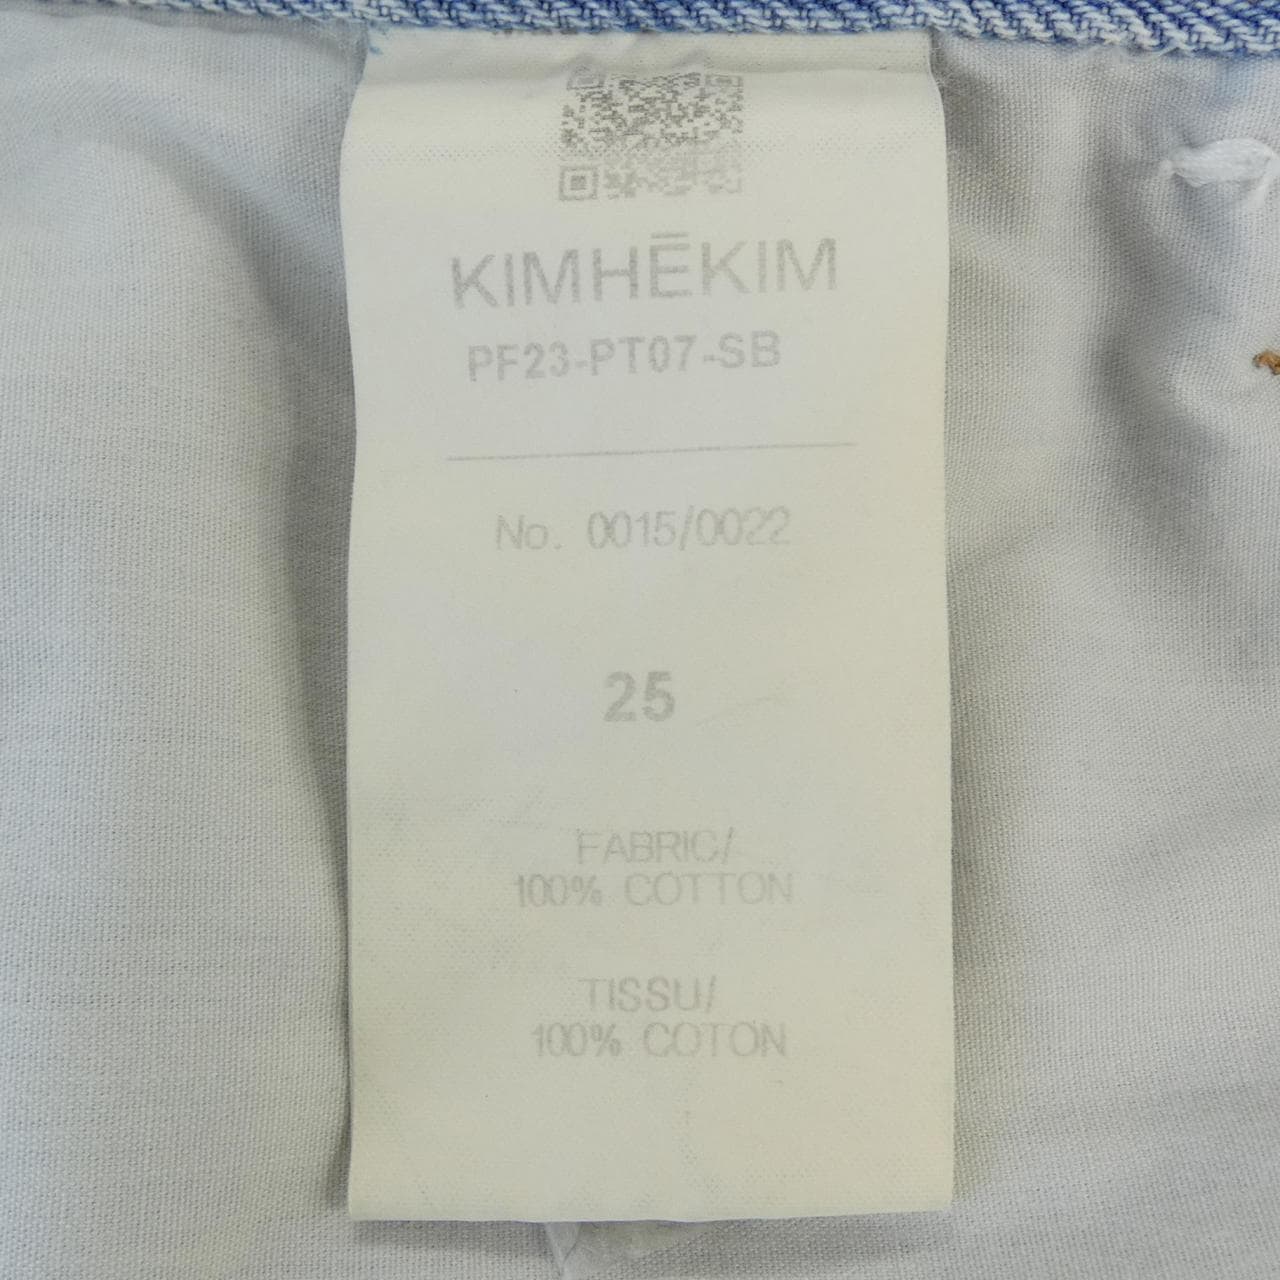 KIMHĒKIM
PF23-PT07-SB
No. 0015/0022
25
FABRIC/
100% COTTON
TISSU/
100% COTON